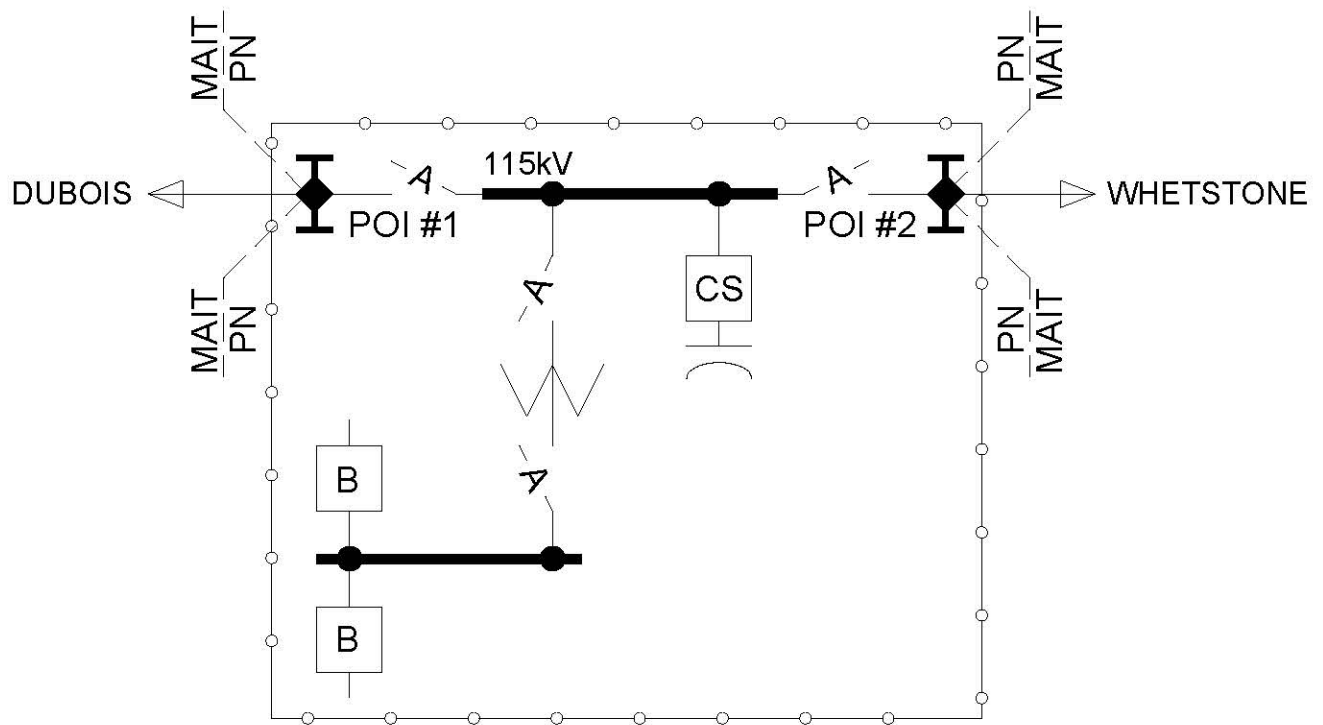 MAIT
PN
PN
MAIT
DUBOIS
A
115kV
A
WHETSTONE
POI #1
POI #2
MAIT
PN
A
CS
PN
MAIT
A
B
B